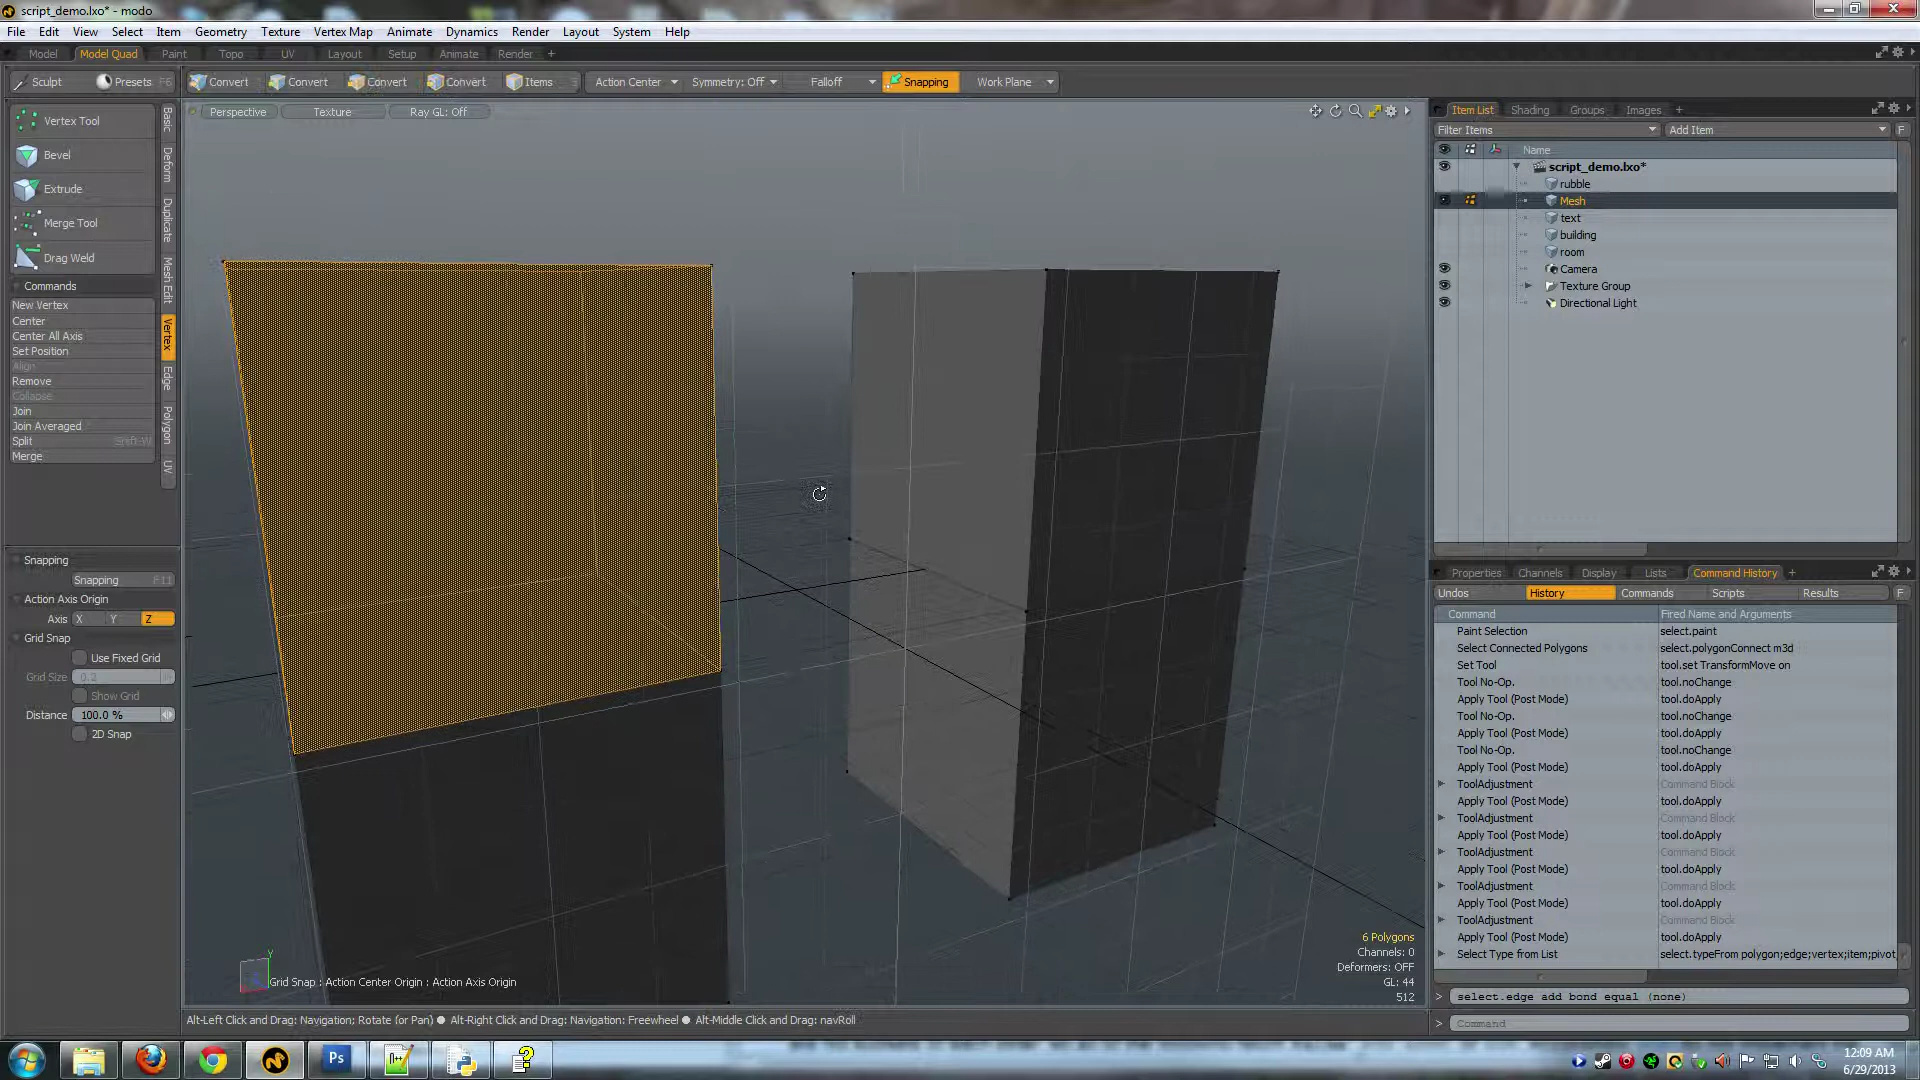 script_demo.lxo* - modo
File Edit View Select Item Geometry Texture Vertex Map Animate Dynamics Render Layout System Help
Model Model Quad Paint Topo UV Layout Setup Animate Render +
Sculpt Presets F6 Convert Convert Convert Convert Items Action Center Symmetry: Off Falloff Snapping Work Plane
Vertex Tool
Bevel
Extrude
Merge Tool
Drag Weld
Commands
New Vertex
Center
Center All Axis
Set Position
Align
Remove
Collapse
Join
Join Averaged
Split Shift-W
Merge
Basic
Deform
Duplicate
Mesh Edit
Vertex
Edge
Polygon
UV
Snapping
Snapping F11
Action Axis Origin
Axis X Y Z
Grid Snap
Use Fixed Grid
Grid Size 0.2
Show Grid
Distance 100.0 %
2D Snap
Perspective Texture Ray GL: Off
6 Polygons
Channels: 0
Deformers: OFF
GL: 44
512
Y
Grid Snap : Action Center Origin : Action Axis Origin
Alt-Left Click and Drag: Navigation; Rotate (or Pan) ● Alt-Right Click and Drag: Navigation: Freewheel ● Alt-Middle Click and Drag: navRoll
Item List Shading Groups Images +
Filter Items Add Item F
Name
script_demo.lxo*
rubble
Mesh
text
building
room
Camera
Texture Group
Directional Light
Properties Channels Display Lists Command History +
Undos History Commands Scripts Results F
Command Fired Name and Arguments
Paint Selection select.paint
Select Connected Polygons select.polygonConnect m3d
Set Tool tool.set TransformMove on
Tool No-Op. tool.noChange
Apply Tool (Post Mode) tool.doApply
Tool No-Op. tool.noChange
Apply Tool (Post Mode) tool.doApply
Tool No-Op. tool.noChange
Apply Tool (Post Mode) tool.doApply
ToolAdjustment Command Block
Apply Tool (Post Mode) tool.doApply
ToolAdjustment Command Block
Apply Tool (Post Mode) tool.doApply
ToolAdjustment Command Block
Apply Tool (Post Mode) tool.doApply
ToolAdjustment Command Block
Apply Tool (Post Mode) tool.doApply
ToolAdjustment Command Block
Apply Tool (Post Mode) tool.doApply
Select Type from List select.typeFrom polygon;edge;vertex;item;pivot
> select.edge add bond equal (none)
> Command
Ps
12:09 AM
6/29/2013